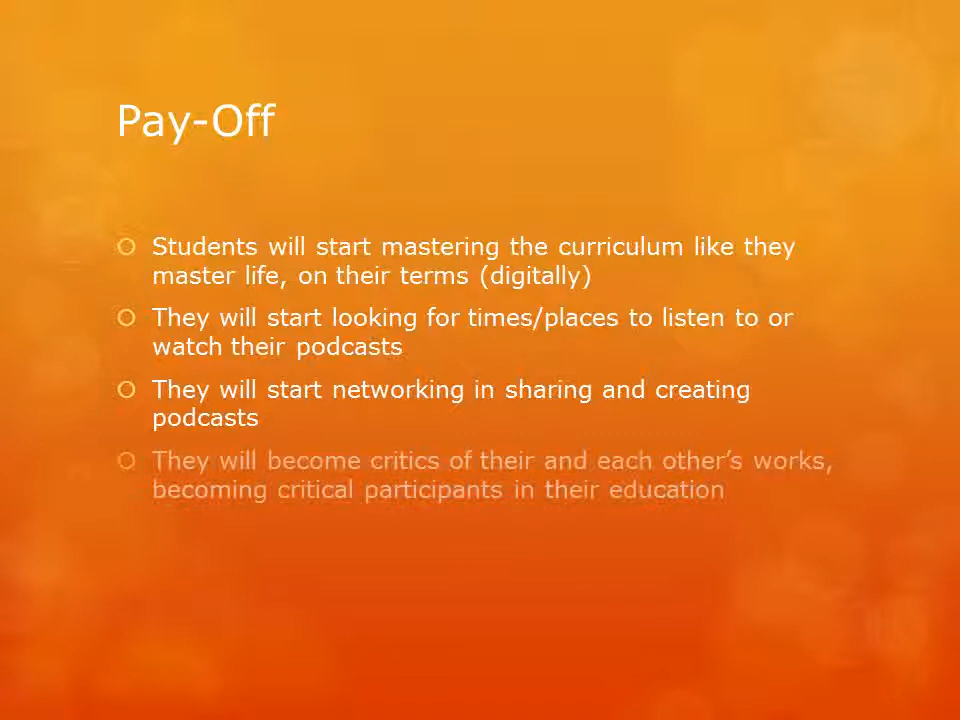 Pay-Off
Students will start mastering the curriculum like they
master life, on their terms (digitally)
They will start looking for times/places to listen to or
watch their podcasts
They will start networking in sharing and creating
podcasts
They will become critics of their and each other’s works,
becoming critical participants in their education